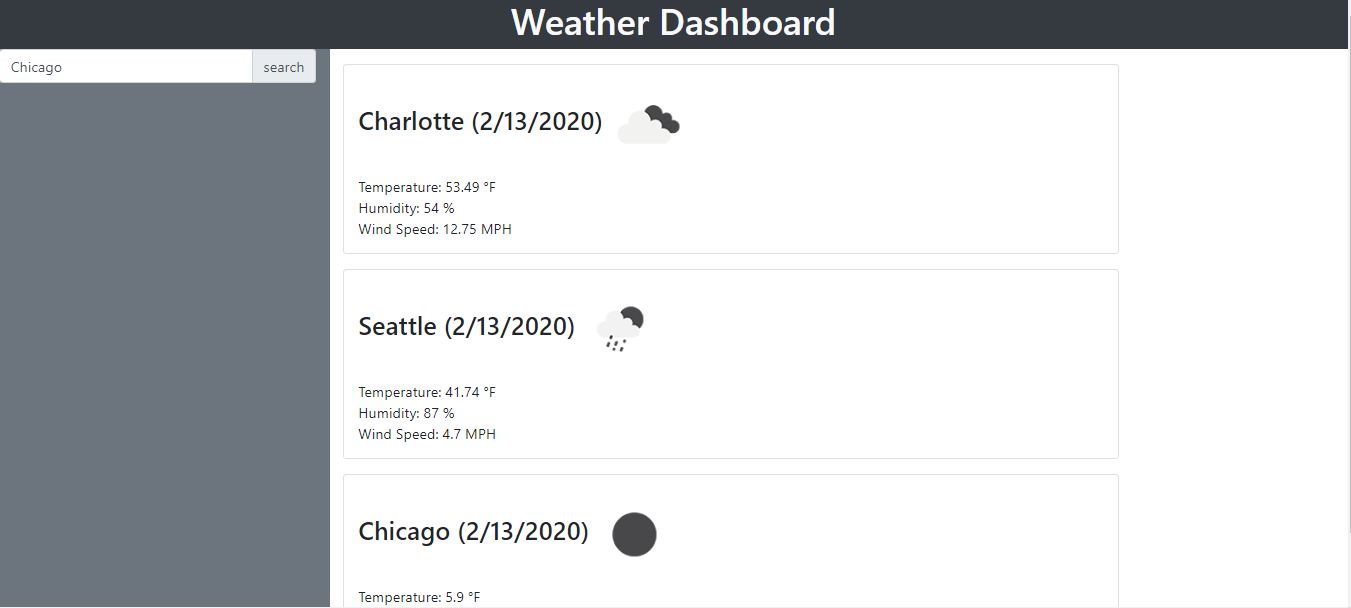 Weather Dashboard
Chicago
search
Charlotte (2/13/2020)
Temperature: 53.49 °F
Humidity: 54 %
Wind Speed: 12.75 MPH
Seattle (2/13/2020)
Temperature: 41.74 °F
Humidity: 87 %
Wind Speed: 4.7 MPH
Chicago (2/13/2020)
Temperature: 5.9 °F